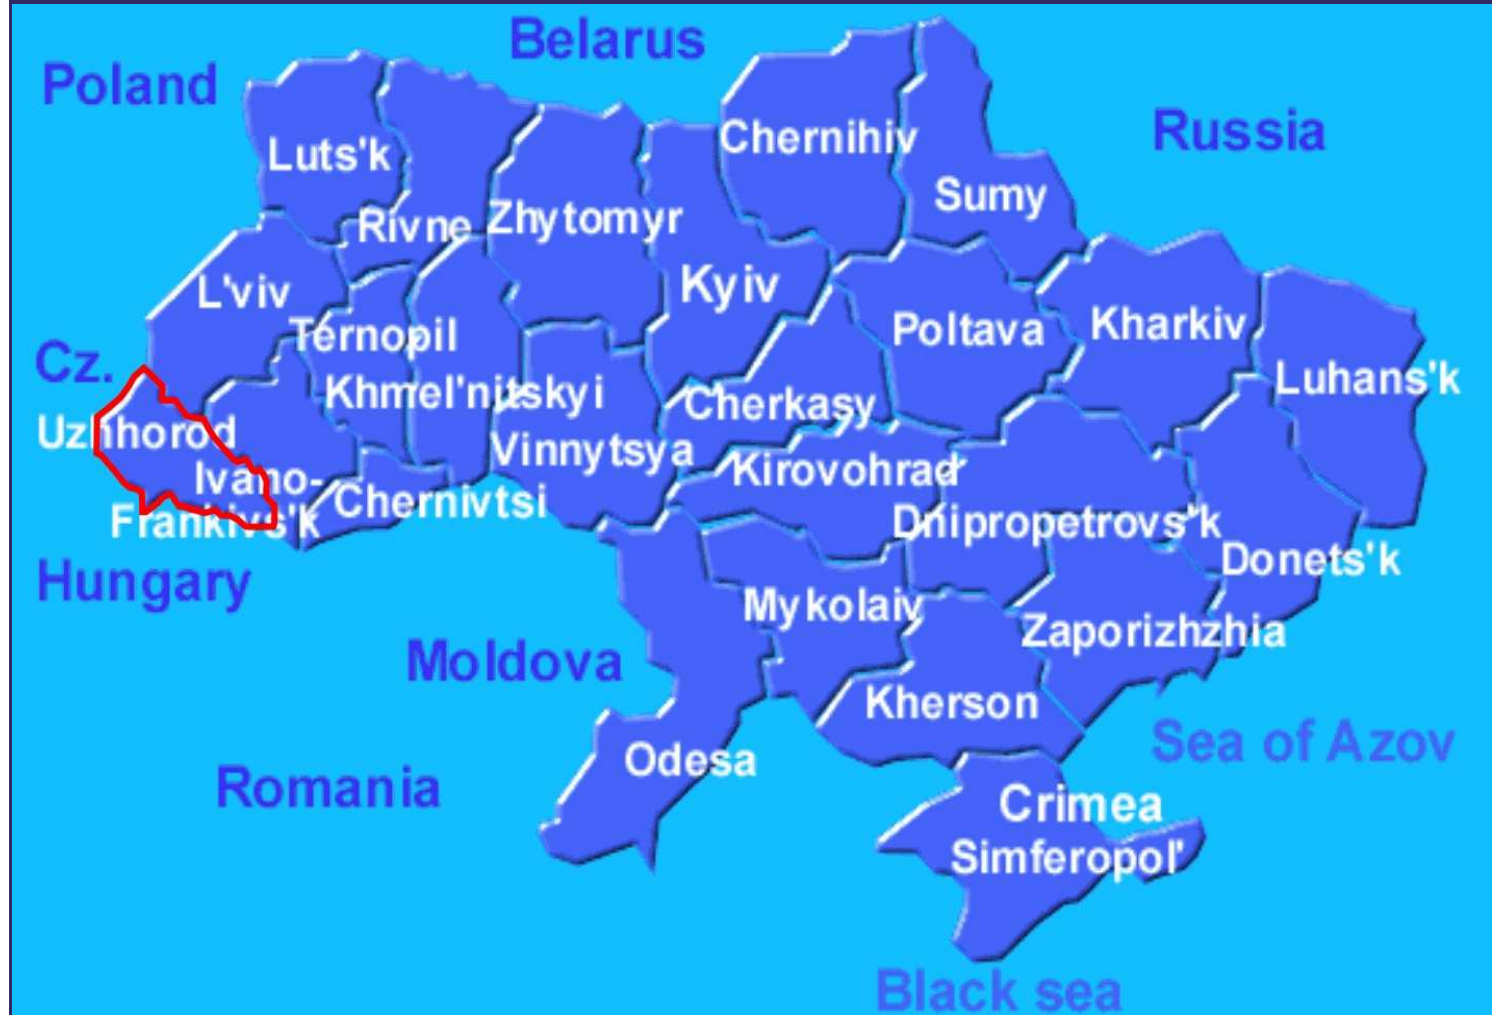 Belarus
Poland
Russia
Chernihiv
Luts'k
Sumy
Rivne
Zhytomyr
L'viv
Kyiv
Ternopil
Poltava
Kharkiv
Cz.
Khmel'nitskyi
Cherkasy
Luhans'k
Uzhhorod
Vinnytsya
Kirovohrad
Ivano-
Frankivs'k
Chernivtsi
Dnipropetrovs'k
Donets'k
Hungary
Mykolaiv
Zaporizhzhia
Moldova
Kherson
Sea of Azov
Odesa
Romania
Crimea
Simferopol'
Black sea